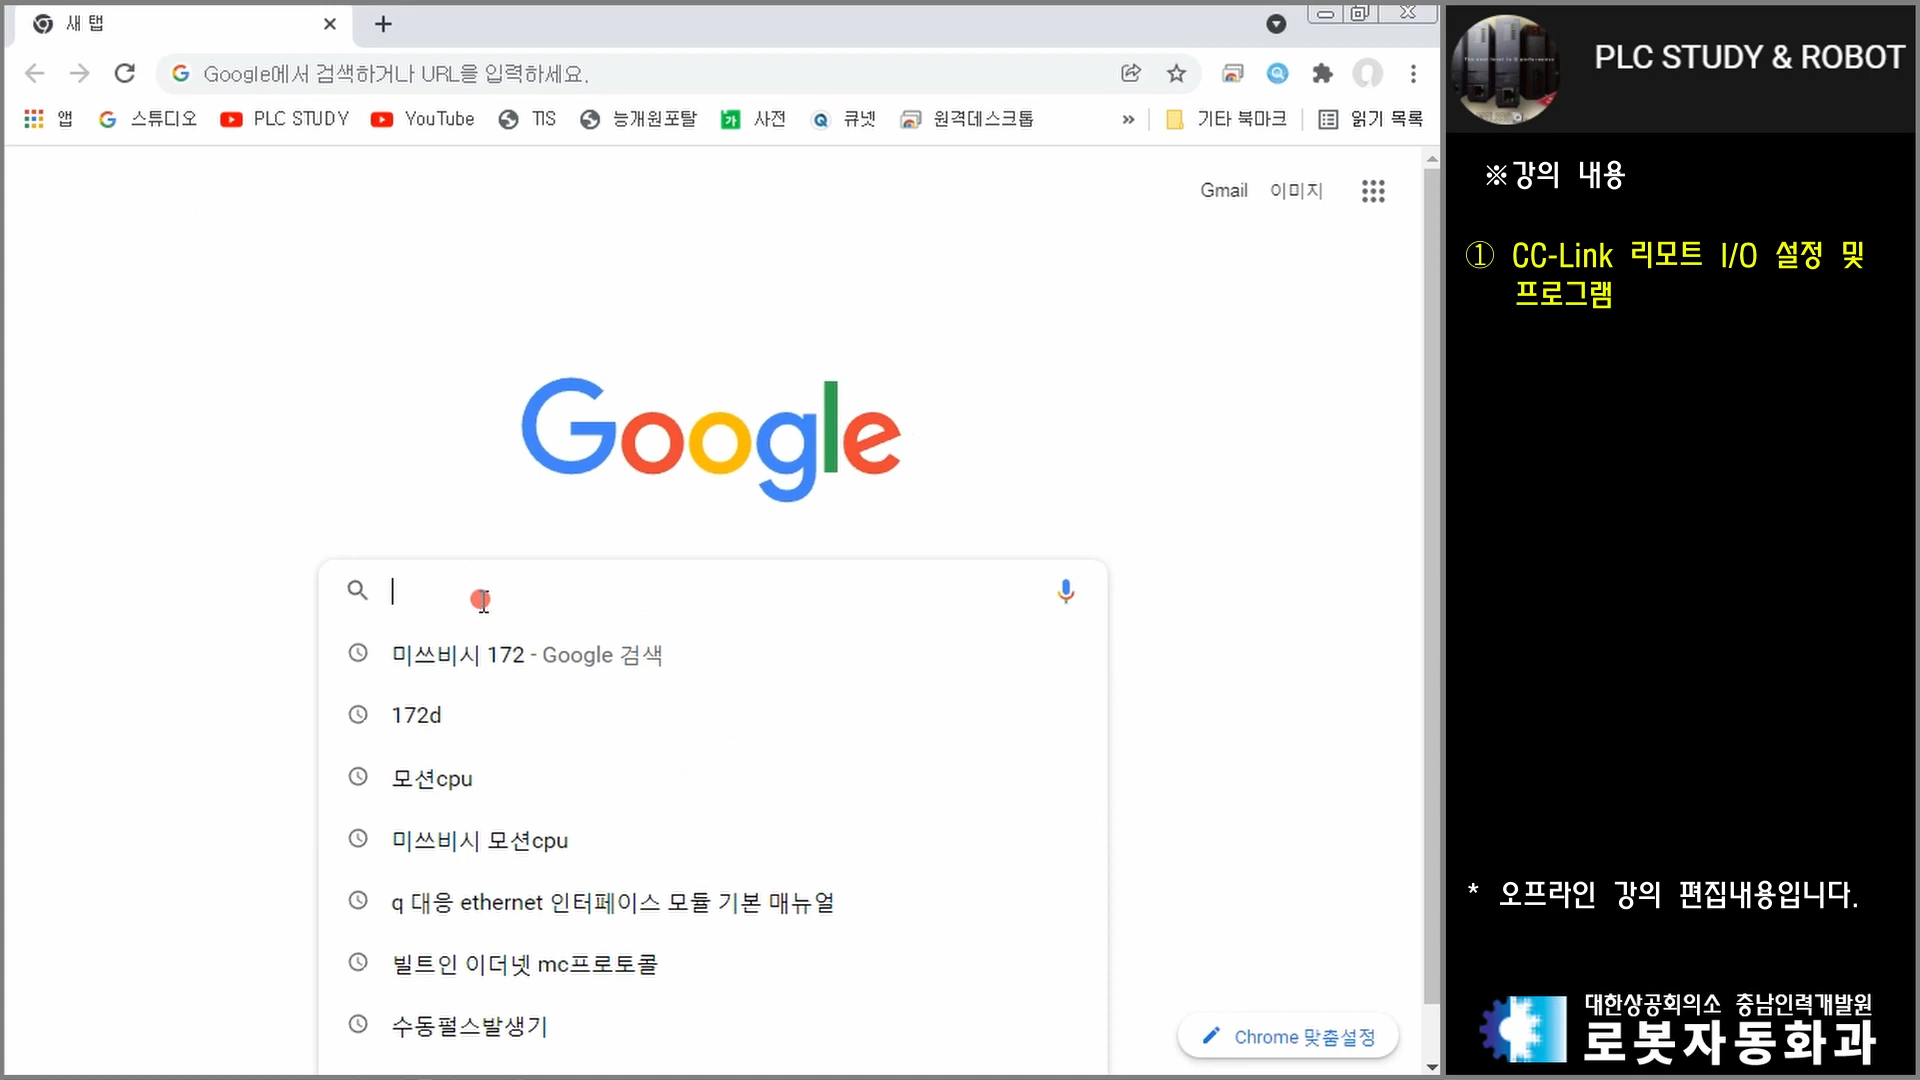 새 탭
Google에서 검색하거나 URL을 입력하세요.
앱 스튜디오 PLC STUDY YouTube TIS 능개원포탈 사전 큐넷 원격데스크톱 » 기타 북마크 읽기 목록
Gmail 이미지
Google
미쓰비시 172 - Google 검색
172d
모션cpu
미쓰비시 모션cpu
q 대응 ethernet 인터페이스 모듈 기본 매뉴얼
빌트인 이더넷 mc프로토콜
수동펄스발생기
Chrome 맞춤설정
PLC STUDY & ROBOT
※강의 내용
① CC-Link 리모트 I/O 설정 및
프로그램
* 오프라인 강의 편집내용입니다.
대한상공회의소 충남인력개발원
로봇자동화과